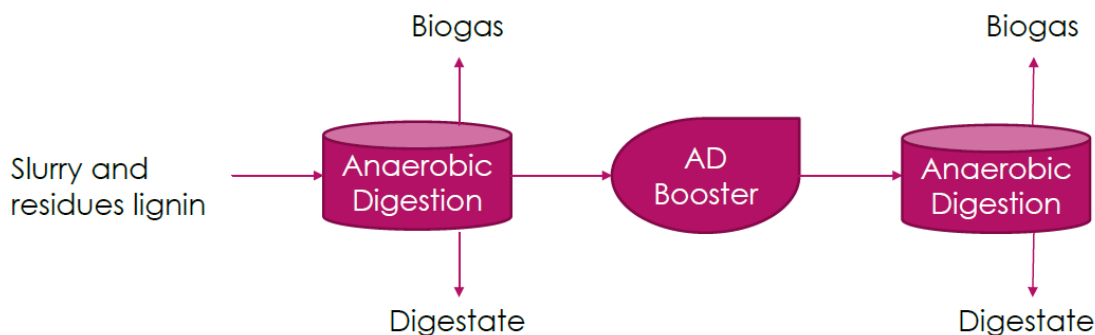 Biogas
Biogas
Slurry and
residues lignin
Anaerobic
Digestion
AD
Booster
Anaerobic
Digestion
Digestate
Digestate